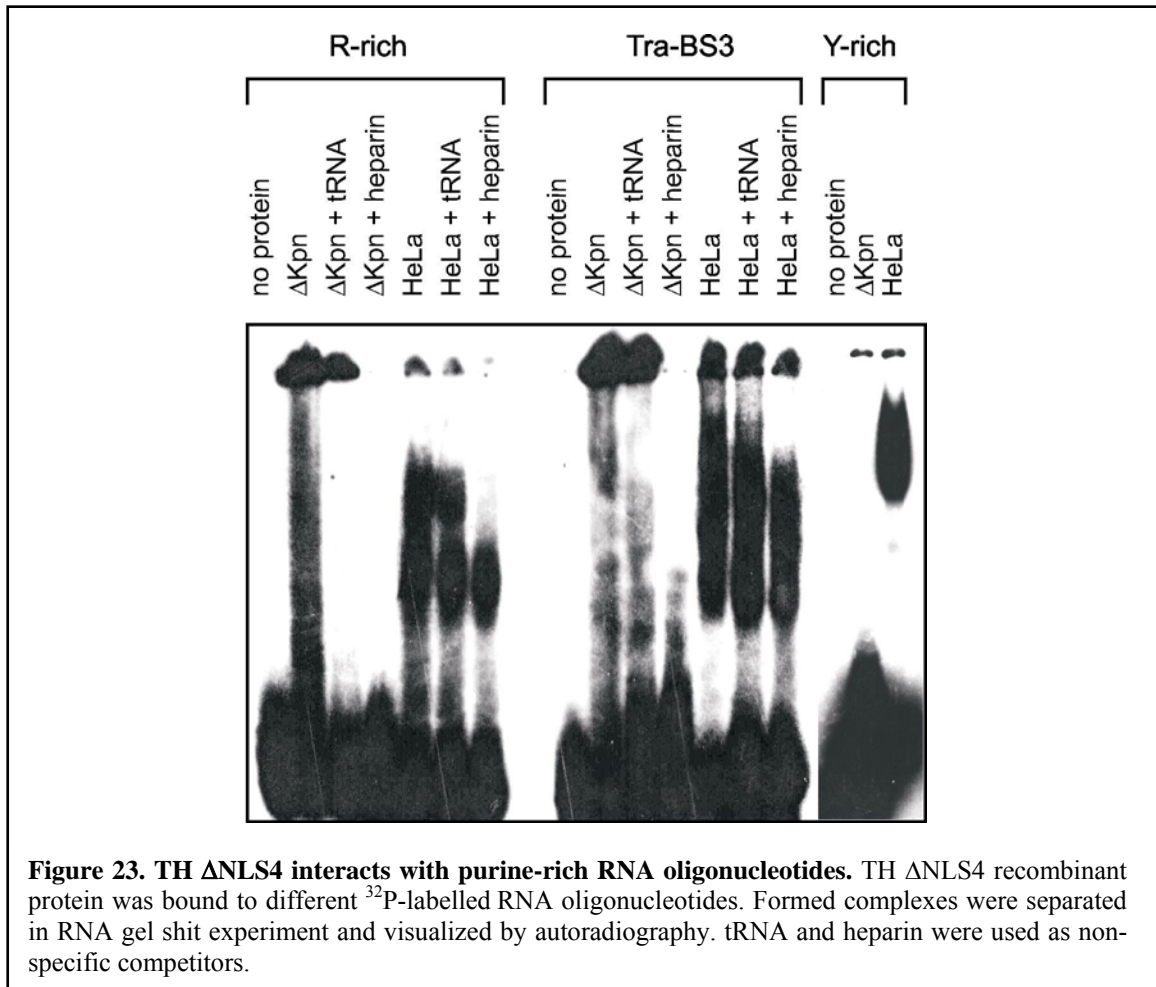 R-rich Tra-BS3 Y-rich
no protein
ΔKpn
ΔKpn + tRNA
ΔKpn + heparin
HeLa
HeLa + tRNA
HeLa + heparin
no protein
ΔKpn
ΔKpn + tRNA
ΔKpn + heparin
HeLa
HeLa + tRNA
HeLa + heparin
no protein
ΔKpn
HeLa
Figure 23. TH ΔNLS4 interacts with purine-rich RNA oligonucleotides. TH ΔNLS4 recombinant
protein was bound to different ³²P-labelled RNA oligonucleotides. Formed complexes were separated
in RNA gel shit experiment and visualized by autoradiography. tRNA and heparin were used as non-
specific competitors.